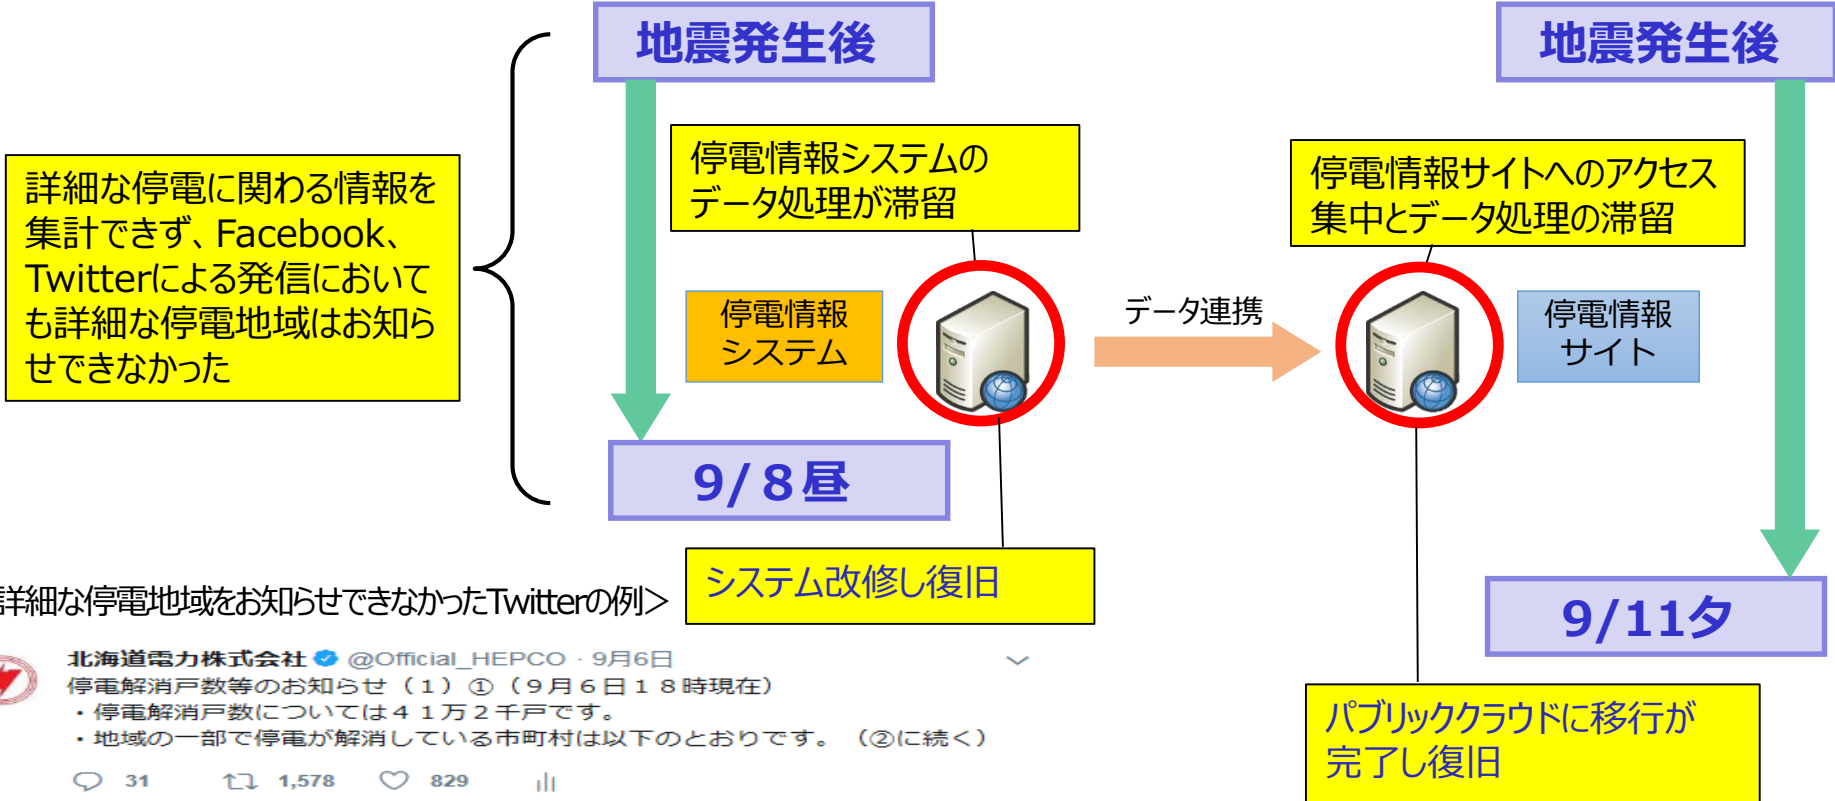 地震発生後
地震発生後
詳細な停電に関わる情報を
集計できず、Facebook、
Twitterによる発信において
も詳細な停電地域はお知ら
せできなかった
停電情報システムの
データ処理が滞留
停電情報サイトへのアクセス
集中とデータ処理の滞留
停電情報
システム
データ連携
停電情報
サイト
9/８昼
システム改修し復旧
9/11夕
パブリッククラウドに移行が
完了し復旧
詳細な停電地域をお知らせできなかったTwitterの例＞
北海道電力株式会社 @Official_HEPCO · 9月6日
停電解消戸数等のお知らせ（１）①（９月６日１８時現在）
・停電解消戸数については４１万２千戸です。
・地域の一部で停電が解消している市町村は以下のとおりです。（②に続く）
31 1,578 829